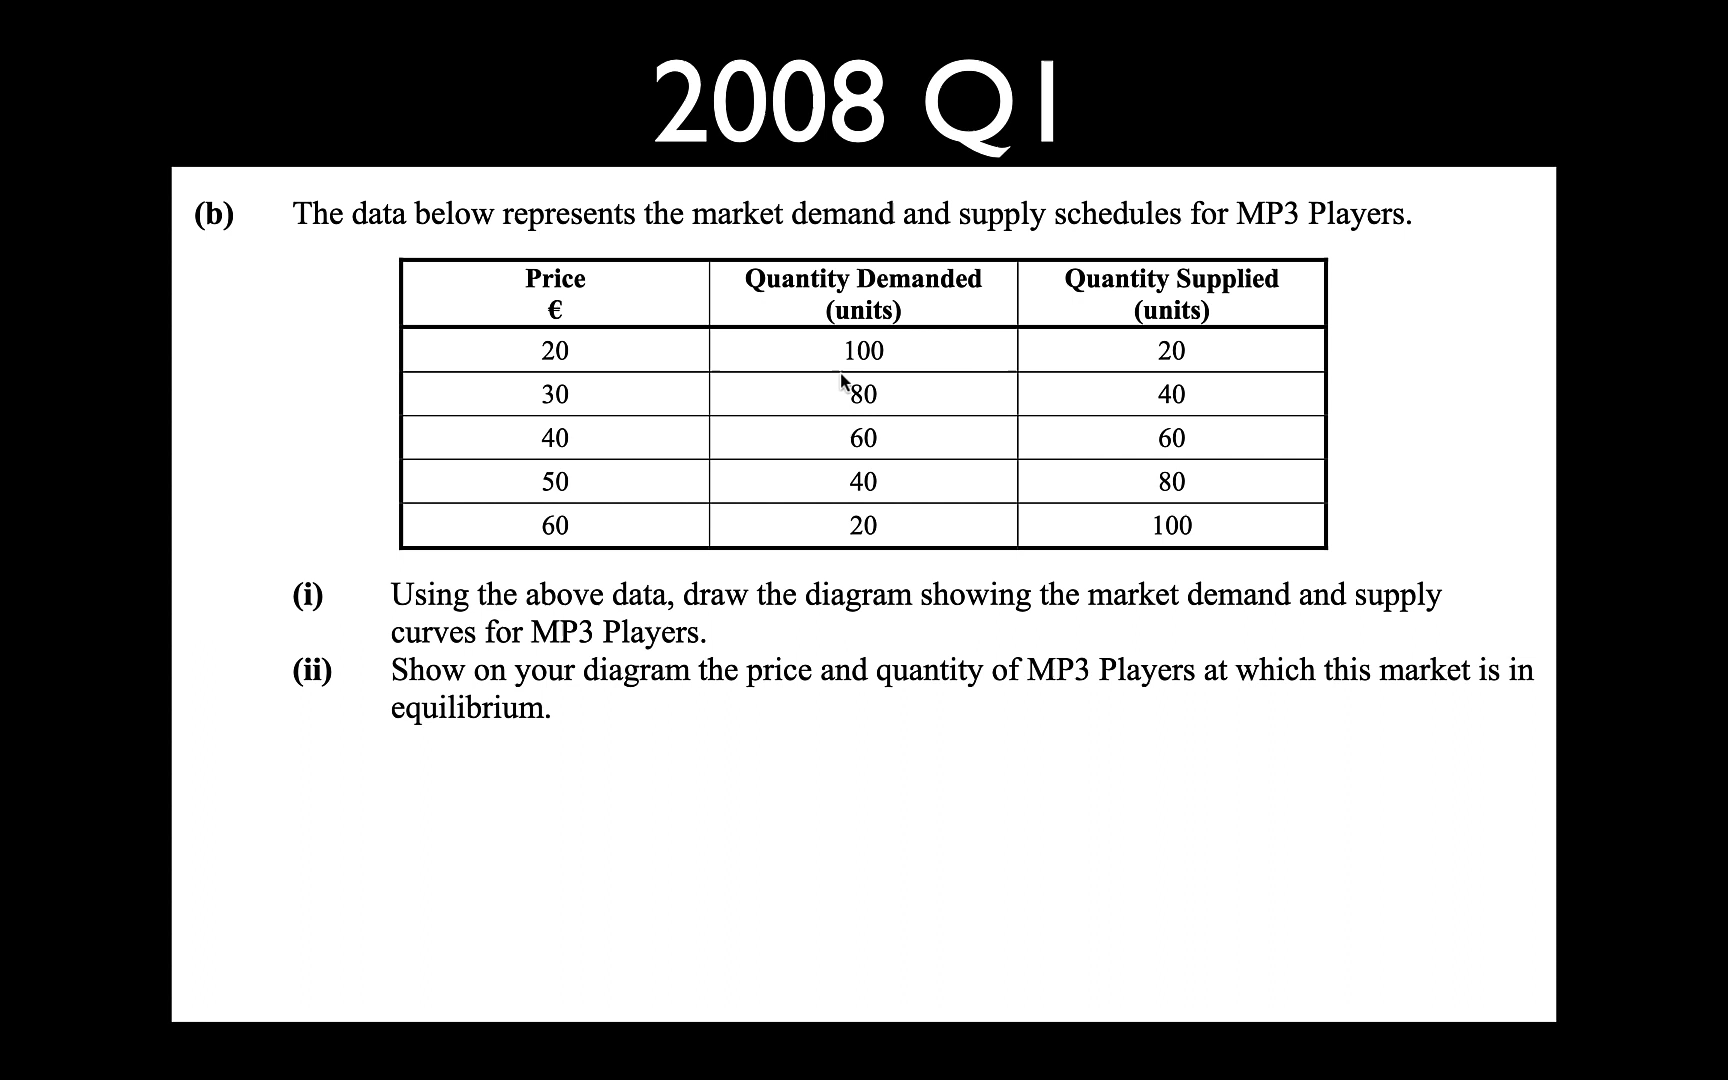 2008 Q1
(b) The data below represents the market demand and supply schedules for MP3 Players.
Price Quantity Demanded Quantity Supplied
€ (units) (units)
20 100 20
30 80 40
40 60 60
50 40 80
60 20 100
(i) Using the above data, draw the diagram showing the market demand and supply
curves for MP3 Players.
(ii) Show on your diagram the price and quantity of MP3 Players at which this market is in
equilibrium.